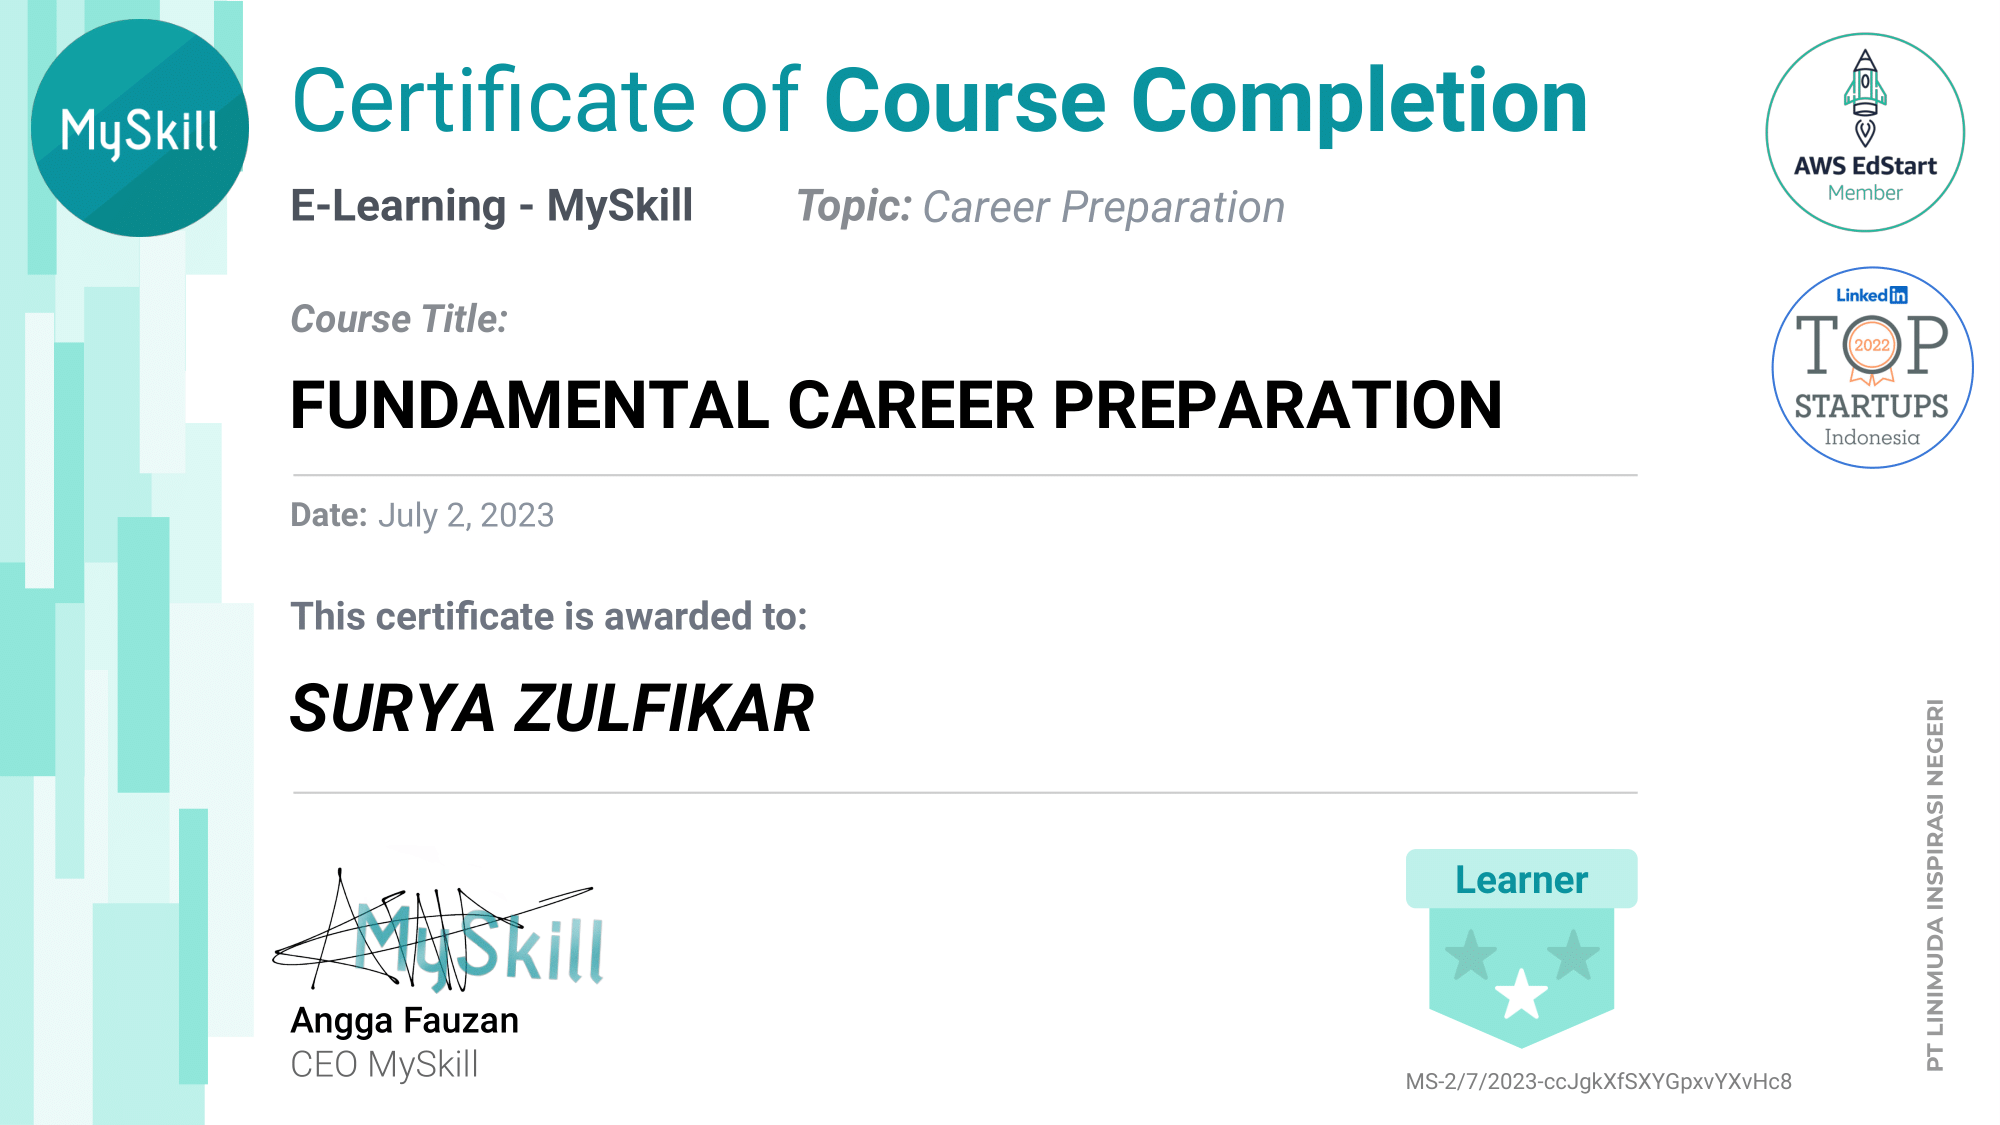 MySkill
Certificate of Course Completion
AWS EdStart
Member
E-Learning - MySkill
Topic: Career Preparation
LinkedIn
TOP
2022
STARTUPS
Indonesia
Course Title:
FUNDAMENTAL CAREER PREPARATION
Date: July 2, 2023
This certificate is awarded to:
SURYA ZULFIKAR
MySkill
Angga Fauzan
CEO MySkill
Learner
MS-2/7/2023-ccJgkXfSXYGpxvYXvHc8
PT LINIMUDA INSPIRASI NEGERI